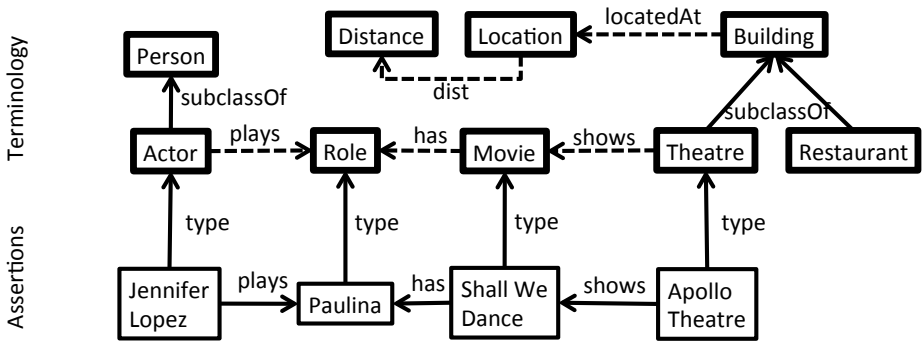 Terminology
Person
Distance
Location
locatedAt
Building
subclassOf
dist
subclassOf
Actor
plays
Role
has
Movie
shows
Theatre
Restaurant
type
type
type
type
Assertions
Jennifer
Lopez
plays
Paulina
has
Shall We
Dance
shows
Apollo
Theatre